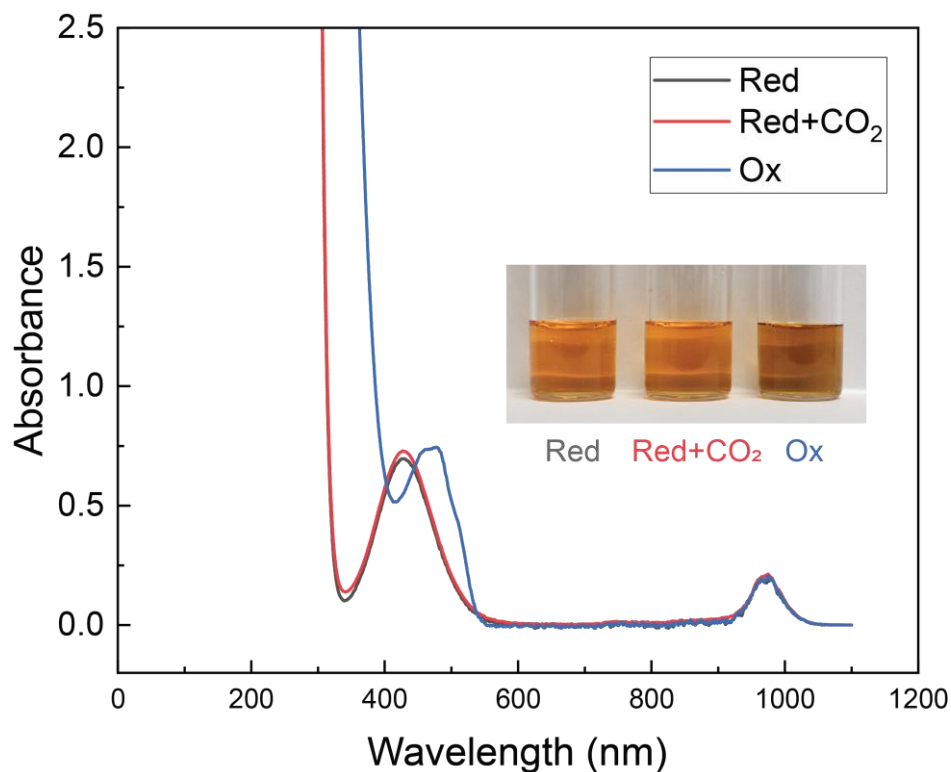 2.5
2.0
1.5
1.0
0.5
0.0
Absorbance
Red
Red+CO₂
Ox
Red Red+CO₂ Ox
0 200 400 600 800 1000 1200
Wavelength (nm)